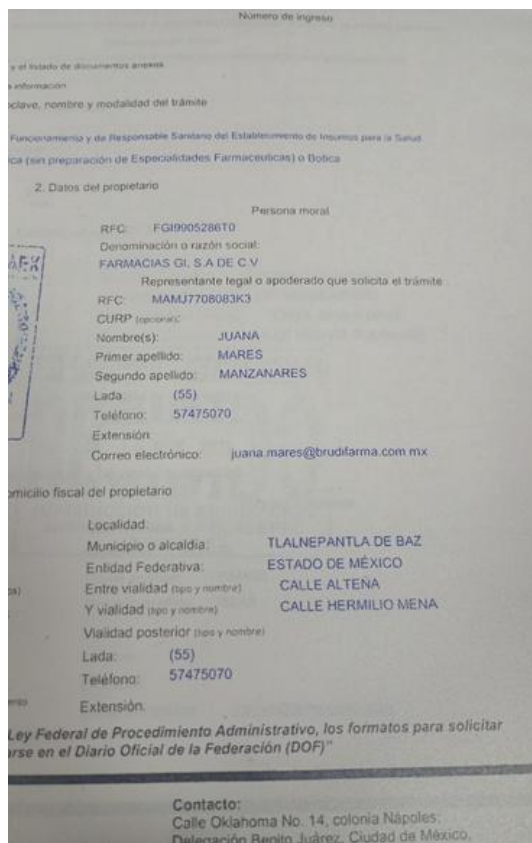 Número de ingreso
y el listado de documentos anexos
información
oclave, nombre y modalidad del trámite
Funcionamiento y de Responsable Sanitario del Establecimiento de Insumos para la Salud
ica (sin preparación de Especialidades Farmaceuticas) o Botica
2. Datos del propietario
Persona moral
RFC: FGI9905286T0
Denominación o razón social:
FARMACIAS GI, S.A DE C.V
Representante legal o apoderado que solicita el trámite
RFC: MAMJ7708083K3
CURP (opcional):
Nombre(s): JUANA
Primer apellido: MARES
Segundo apellido: MANZANARES
Lada: (55)
Teléfono: 57475070
Extensión:
Correo electrónico: juana.mares@brudifarma.com.mx
omicilio fiscal del propietario
Localidad:
Municipio o alcaldía: TLALNEPANTLA DE BAZ
Entidad Federativa: ESTADO DE MÉXICO
Entre vialidad (tipo y nombre) CALLE ALTENA
Y vialidad (tipo y nombre) CALLE HERMILIO MENA
Vialidad posterior (tipo y nombre)
Lada: (55)
Teléfono: 57475070
Extensión:
Ley Federal de Procedimiento Administrativo, los formatos para solicitar
arse en el Diario Oficial de la Federación (DOF)"
Contacto:
Calle Oklahoma No. 14, colonia Nápoles;
Delegación Benito Juárez, Ciudad de México,